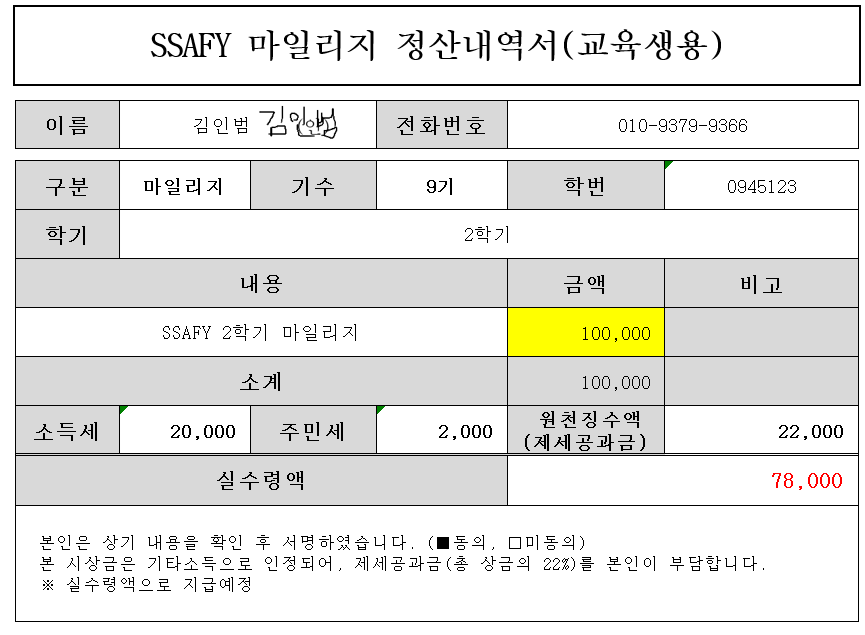 SSAFY 마일리지 정산내역서(교육생용)
이름 김인범 김인범 전화번호 010-9379-9366
구분 마일리지 기수 9기 학번 0945123
학기 2학기
내용 금액 비고
SSAFY 2학기 마일리지 100,000
소계 100,000
소득세 20,000 주민세 2,000 원천징수액 22,000
(제세공과금)
실수령액 78,000
본인은 상기 내용을 확인 후 서명하였습니다. (■동의, □미동의)
본 시상금은 기타소득으로 인정되어, 제세공과금(총 상금의 22%)를 본인이 부담합니다.
※ 실수령액으로 지급예정